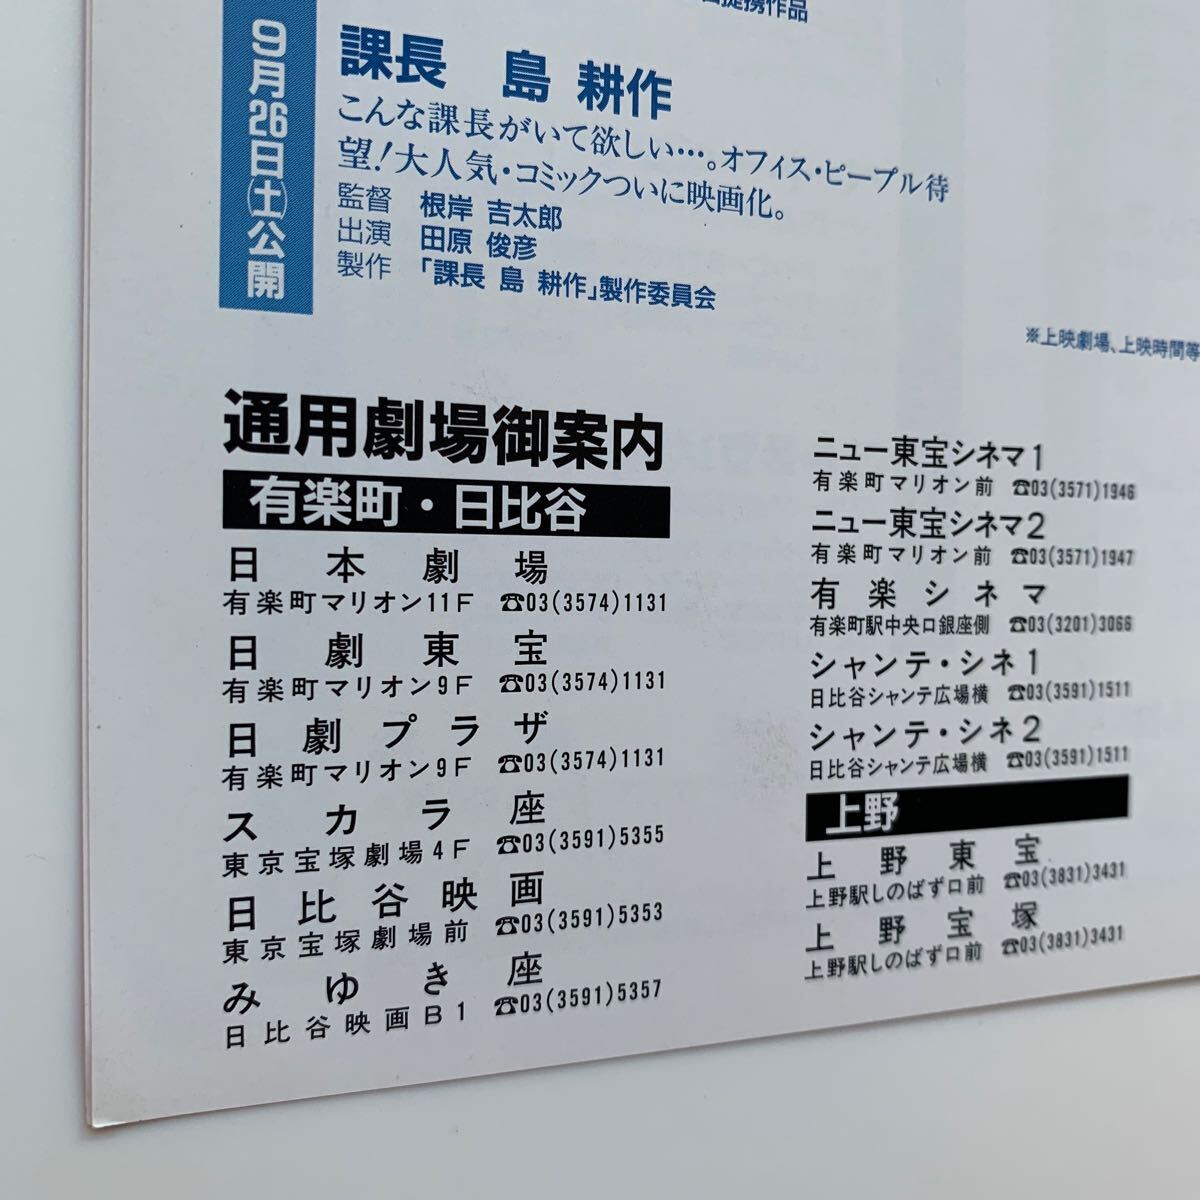 提携作品
9月26日(土)公開
課長 島 耕作
こんな課長がいて欲しい…。オフィス・ピープル待
望!大人気・コミックついに映画化。
監督 根岸 吉太郎
出演 田原 俊彦
製作 「課長 島 耕作」製作委員会
※上映劇場、上映時間等
通用劇場御案内
有楽町・日比谷
日本劇場
有楽町マリオン11F ☎03(3574)1131
日劇東宝
有楽町マリオン9F ☎03(3574)1131
日劇プラザ
有楽町マリオン9F ☎03(3574)1131
スカラ座
東京宝塚劇場4F ☎03(3591)5355
日比谷映画
東京宝塚劇場前 ☎03(3591)5353
みゆき座
日比谷映画B1 ☎03(3591)5357
ニュー東宝シネマ1
有楽町マリオン前 ☎03(3571)1946
ニュー東宝シネマ2
有楽町マリオン前 ☎03(3571)1947
有楽シネマ
有楽町駅中央口銀座側 ☎03(3201)3066
シャンテ・シネ1
日比谷シャンテ広場横 ☎03(3591)1511
シャンテ・シネ2
日比谷シャンテ広場横 ☎03(3591)1511
上野
上野東宝
上野駅しのばず口前 ☎03(3831)3431
上野宝塚
上野駅しのばず口前 ☎03(3831)3431